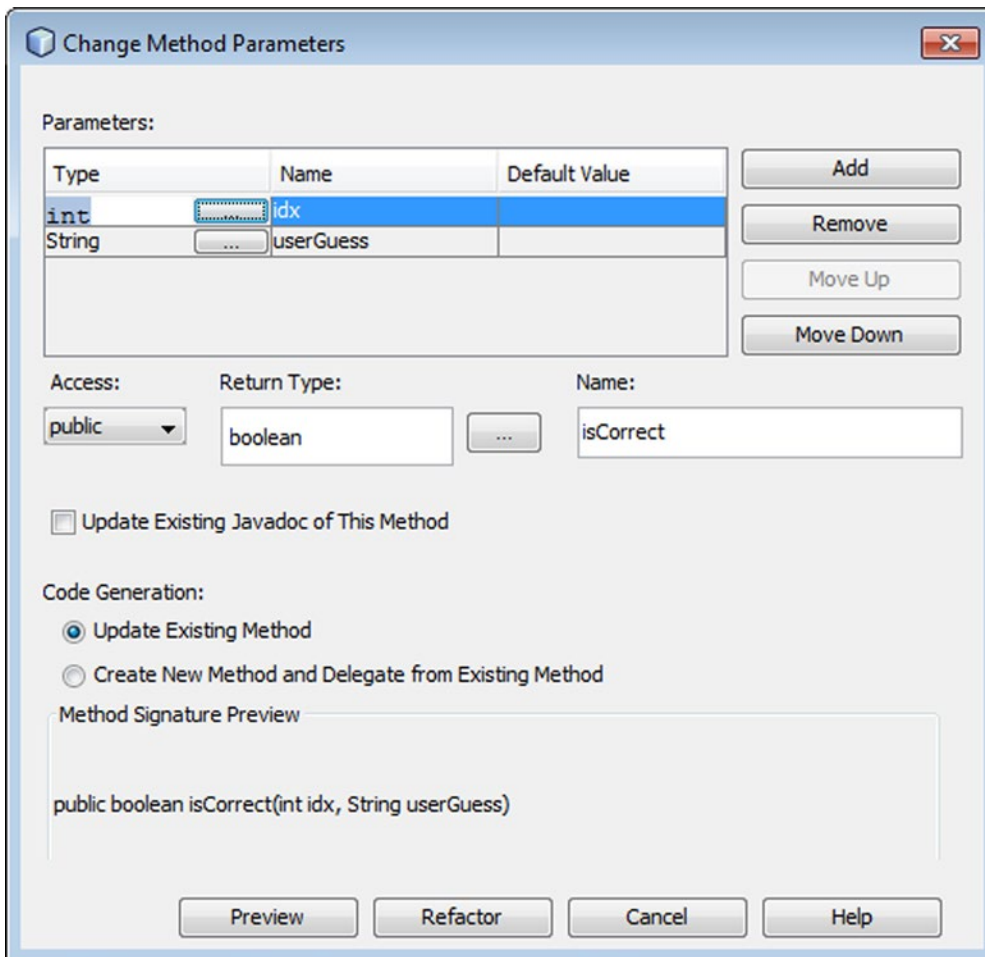 Change Method Parameters
Parameters:
Type Name Default Value
int ... idx
String ... userGuess
Add
Remove
Move Up
Move Down
Access: Return Type: Name:
public boolean ... isCorrect
Update Existing Javadoc of This Method
Code Generation:
Update Existing Method
Create New Method and Delegate from Existing Method
Method Signature Preview
public boolean isCorrect(int idx, String userGuess)
Preview Refactor Cancel Help